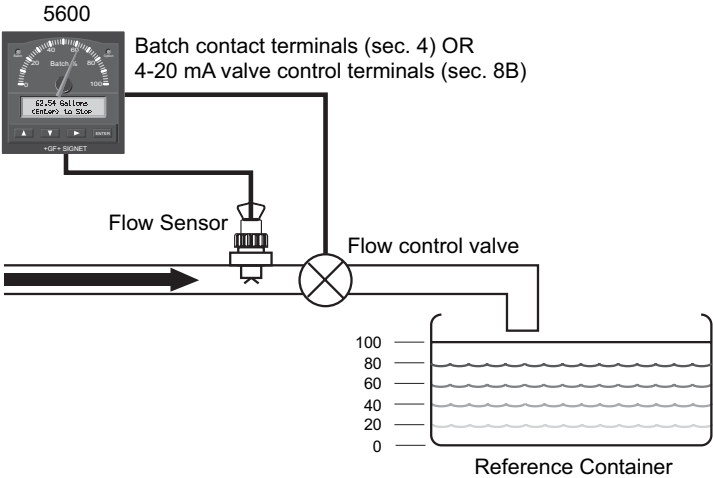 5600
Batch contact terminals (sec. 4) OR
4-20 mA valve control terminals (sec. 8B)
0 20 40 60 80 100
Batch %
62.54 Gallons
<Enter> to Stop
ENTER
+GF+ SIGNET
Flow Sensor
Flow control valve
100
80
60
40
20
0
Reference Container